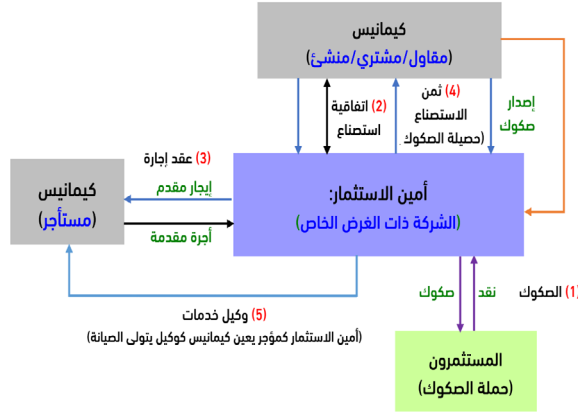 كيمانيس
(مقاول/مشتري/منشئ)
إصدار
صكوك
(4) ثمن
الاستصناع
(حصيلة الصكوك)
(2) اتفاقية
استصناع
أمين الاستثمار:
(الشركة ذات الغرض الخاص)
(3) عقد إجارة
إيجار مقدم
أجرة مقدمة
كيمانيس
(مستأجر)
(1) الصكوك
نقد
صكوك
(5) وكيل خدمات
(أمين الاستثمار كمؤجر يعين كيمانيس كوكيل يتولى الصيانة)
المستثمرون
(حملة الصكوك)